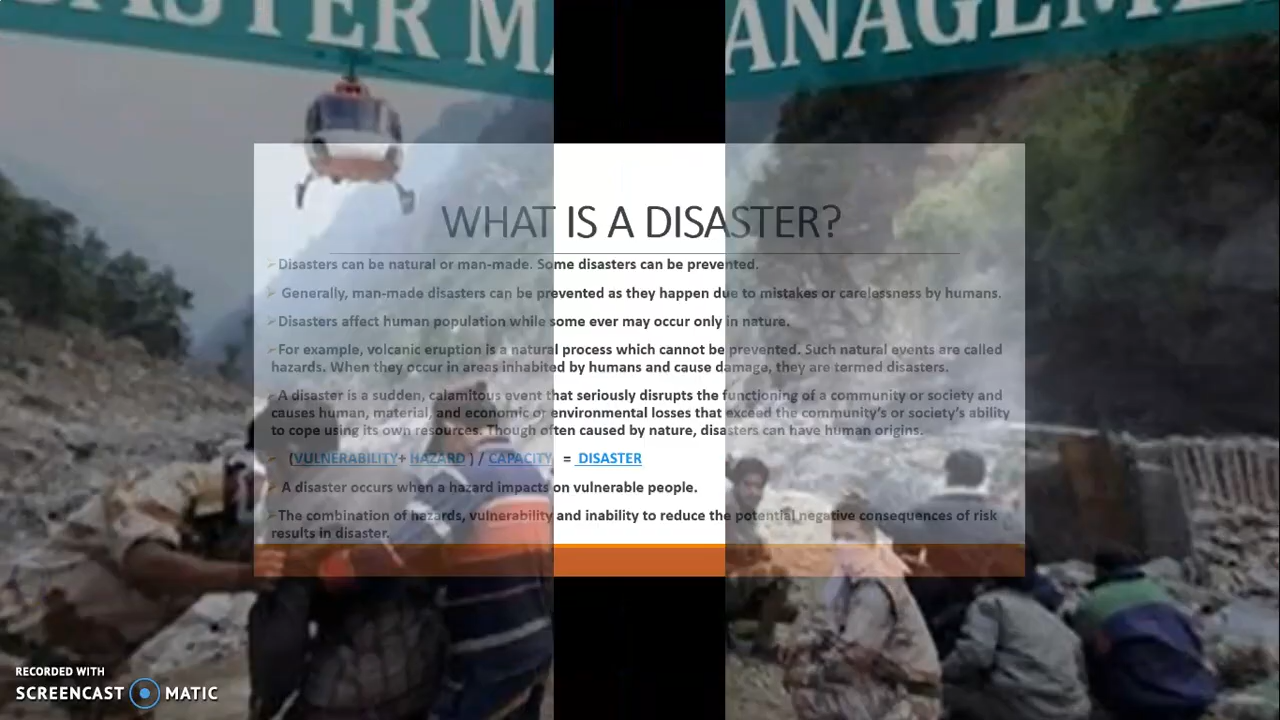 ASTER MANAGEME
WHAT IS A DISASTER?
Disasters can be natural or man-made. Some disasters can be prevented.
Generally, man-made disasters can be prevented as they happen due to mistakes or carelessness by humans.
Disasters affect human population while some ever may occur only in nature.
For example, volcanic eruption is a natural process which cannot be prevented. Such natural events are called
hazards. When they occur in areas inhabited by humans and cause damage, they are termed disasters.
A disaster is a sudden, calamitous event that seriously disrupts the functioning of a community or society and
causes human, material, and economic or environmental losses that exceed the community's or society's ability
to cope using its own resources. Though often caused by nature, disasters can have human origins.
(VULNERABILITY+ HAZARD ) / CAPACITY = DISASTER
A disaster occurs when a hazard impacts on vulnerable people.
The combination of hazards, vulnerability and inability to reduce the potential negative consequences of risk
results in disaster.
RECORDED WITH
SCREENCAST MATIC